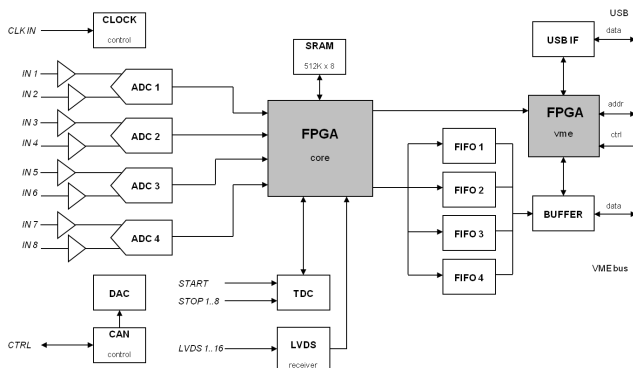 CLOCK
control
CLK IN
USB
data
USB IF
SRAM
512K x 8
IN 1
IN 2
ADC 1
IN 3
IN 4
ADC 2
IN 5
IN 6
ADC 3
IN 7
IN 8
ADC 4
FPGA
core
FPGA
vme
addr
ctrl
FIFO 1
FIFO 2
FIFO 3
FIFO 4
BUFFER
data
VME bus
DAC
CAN
control
CTRL
START
STOP 1..8
TDC
LVDS 1..16
LVDS
receiver